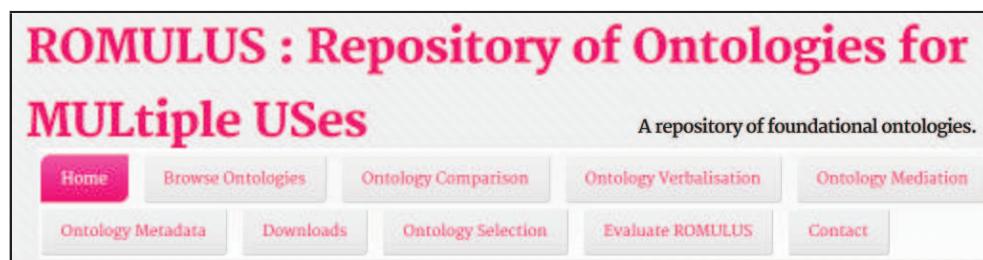 ROMULUS : Repository of Ontologies for
MULtiple USes
A repository of foundational ontologies.
Home Browse Ontologies Ontology Comparison Ontology Verbalisation Ontology Mediation
Ontology Metadata Downloads Ontology Selection Evaluate ROMULUS Contact